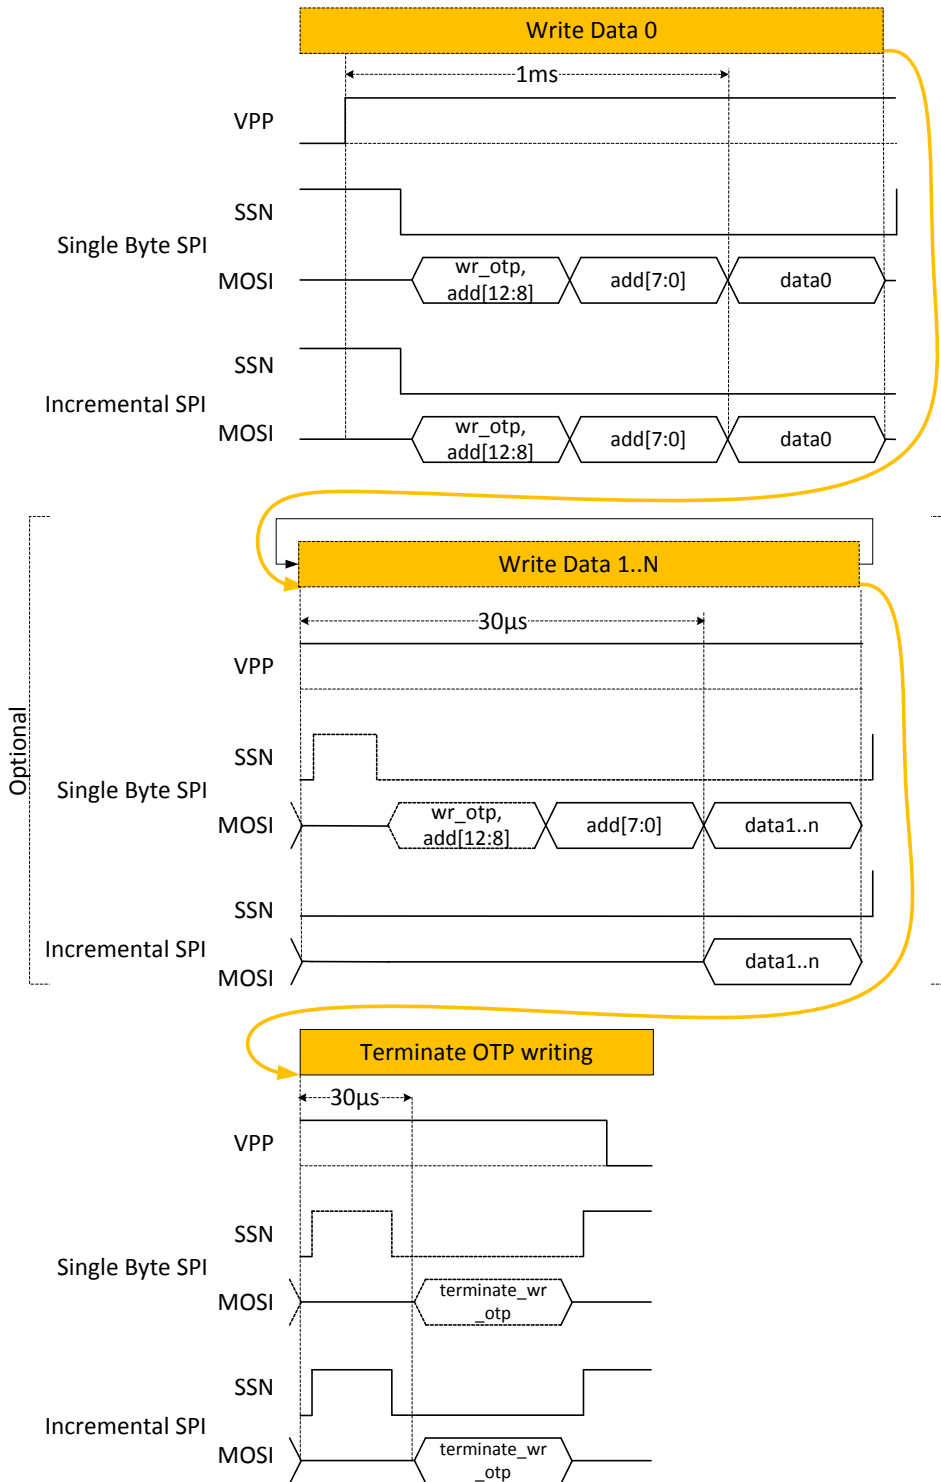 Write Data 0
1ms
VPP
SSN
Single Byte SPI
MOSI
wr_otp,
add[12:8]
add[7:0]
data0
SSN
Incremental SPI
MOSI
wr_otp,
add[12:8]
add[7:0]
data0
Optional
Write Data 1..N
30µs
VPP
SSN
Single Byte SPI
MOSI
wr_otp,
add[12:8]
add[7:0]
data1..n
SSN
Incremental SPI
MOSI
data1..n
Terminate OTP writing
30µs
VPP
SSN
Single Byte SPI
MOSI
terminate_wr
_otp
SSN
Incremental SPI
MOSI
terminate_wr
_otp